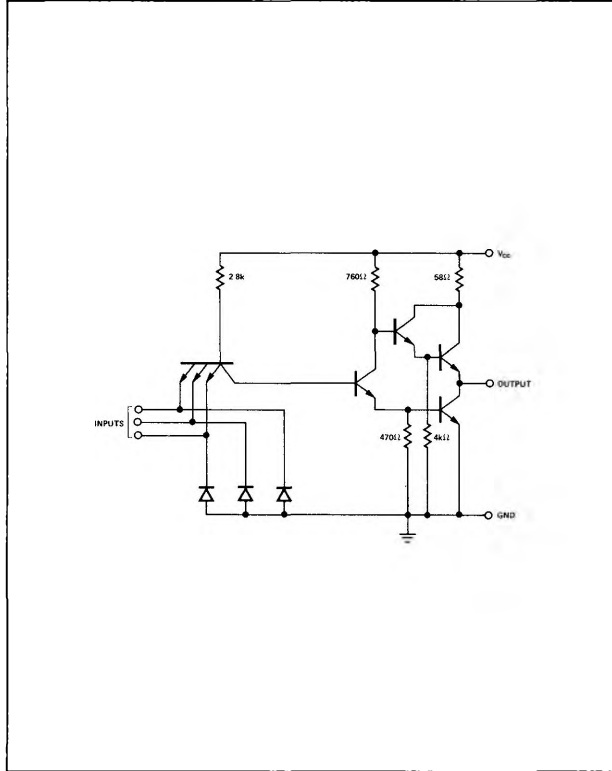 VCC
2 8k
760Ω
58Ω
OUTPUT
INPUTS
470Ω
4kΩ
GND